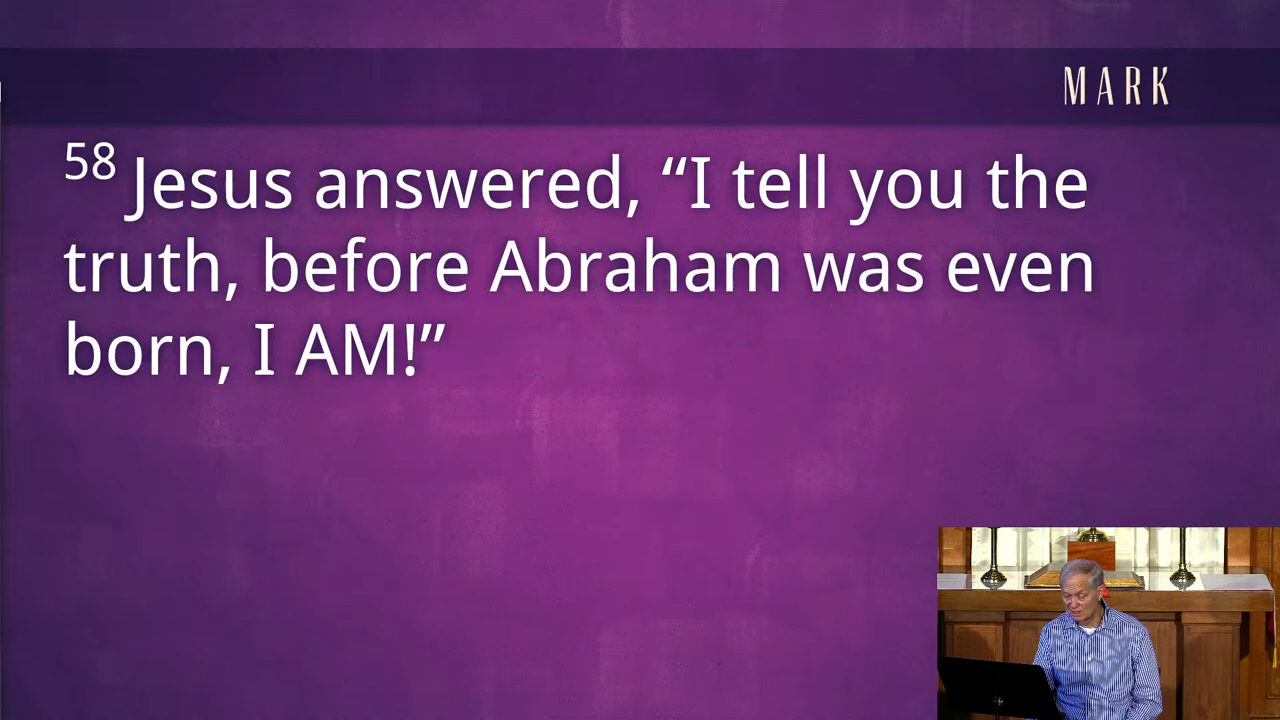 MARK
58 Jesus answered, “I tell you the
truth, before Abraham was even
born, I AM!”